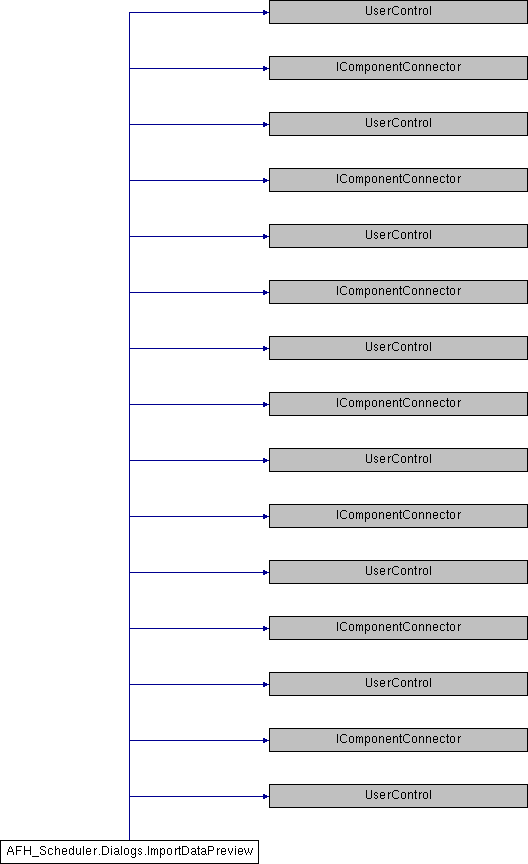 UserControl
IComponentConnector
UserControl
IComponentConnector
UserControl
IComponentConnector
UserControl
IComponentConnector
UserControl
IComponentConnector
UserControl
IComponentConnector
UserControl
IComponentConnector
UserControl
AFH_Scheduler.Dialogs.ImportDataPreview